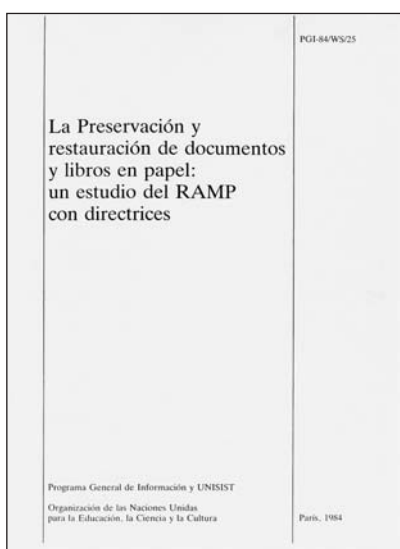 PGI-84/WS/25
La Preservación y
restauración de documentos
y libros en papel:
un estudio del RAMP
con directrices
Programa General de Información y UNISIST
Organización de las Naciones Unidas
para la Educación, la Ciencia y la Cultura
París, 1984